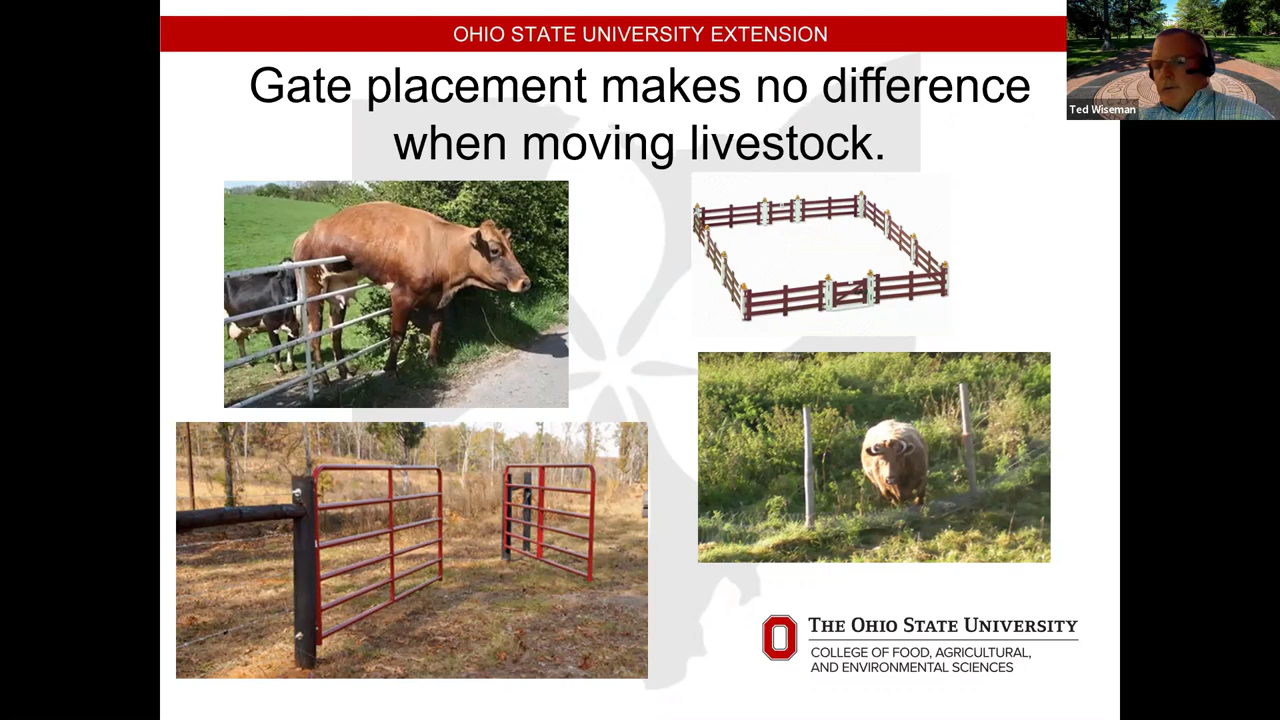 OHIO STATE UNIVERSITY EXTENSION
Gate placement makes no difference
when moving livestock.
Ted Wiseman
THE OHIO STATE UNIVERSITY
COLLEGE OF FOOD, AGRICULTURAL,
AND ENVIRONMENTAL SCIENCES